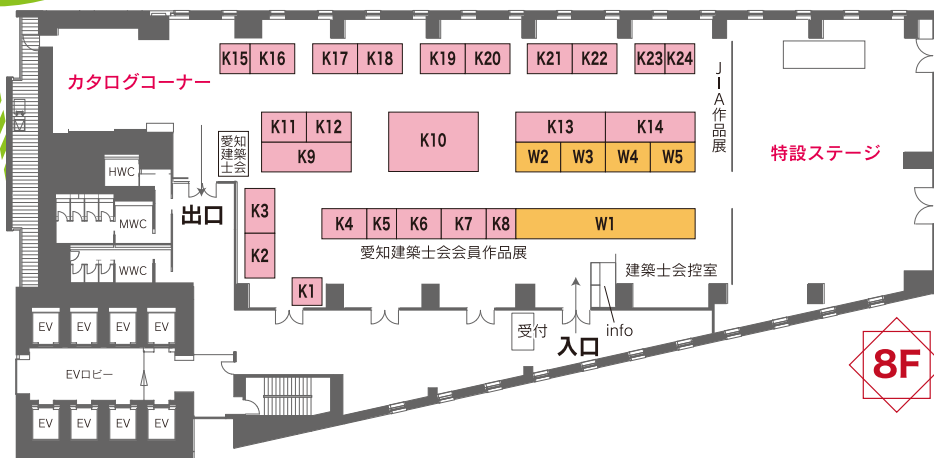 K15 K16 K17 K18 K19 K20 K21 K22 K23 K24
カタログコーナー
JIA作品展
愛知建築士会
K11 K12
K9
K10
K13 K14
W2 W3 W4 W5
特設ステージ
HWC
MWC
WWC
出口
K3
K2
K4 K5 K6 K7 K8 W1
愛知建築士会会員作品展
建築士会控室
K1
受付
入口
info
8F
EV EV EV EV
EVロビー
EV EV EV EV